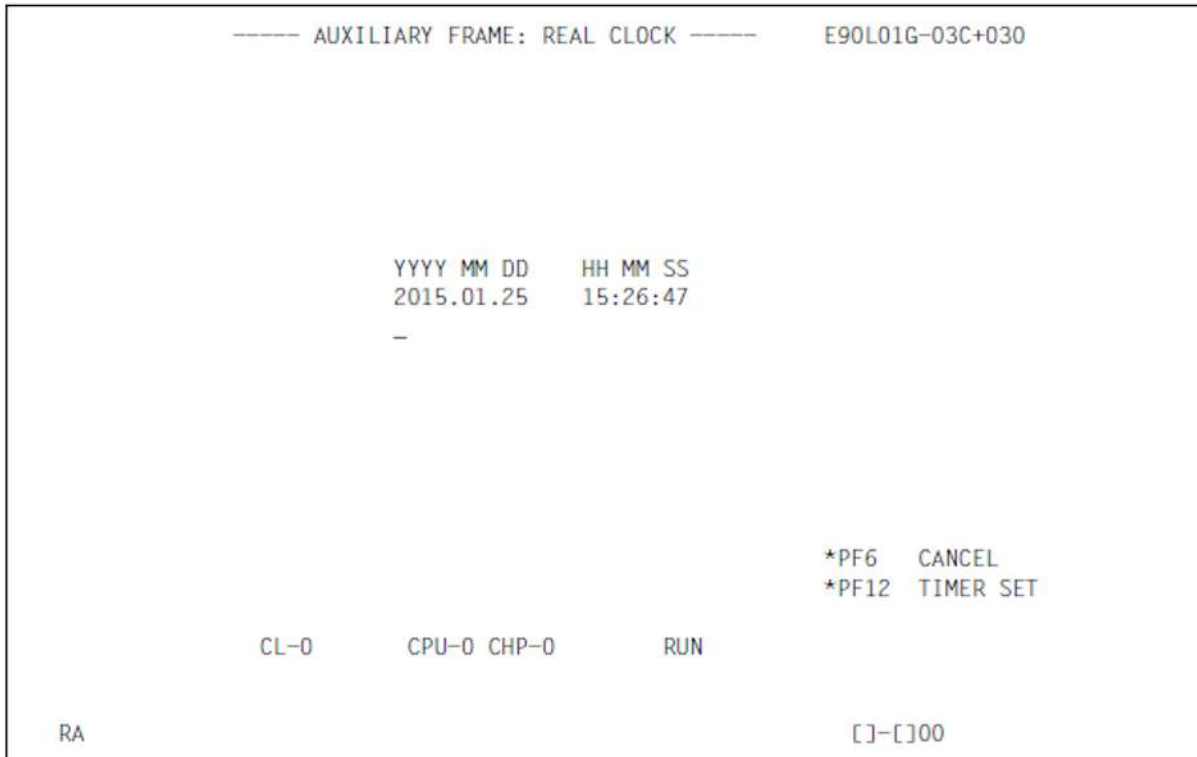 ----- AUXILIARY FRAME: REAL CLOCK ----- E90L01G-03C+030
YYYY MM DD HH MM SS
2015.01.25 15:26:47
_
*PF6 CANCEL
*PF12 TIMER SET
CL-0 CPU-0 CHP-0 RUN
RA []-[]00